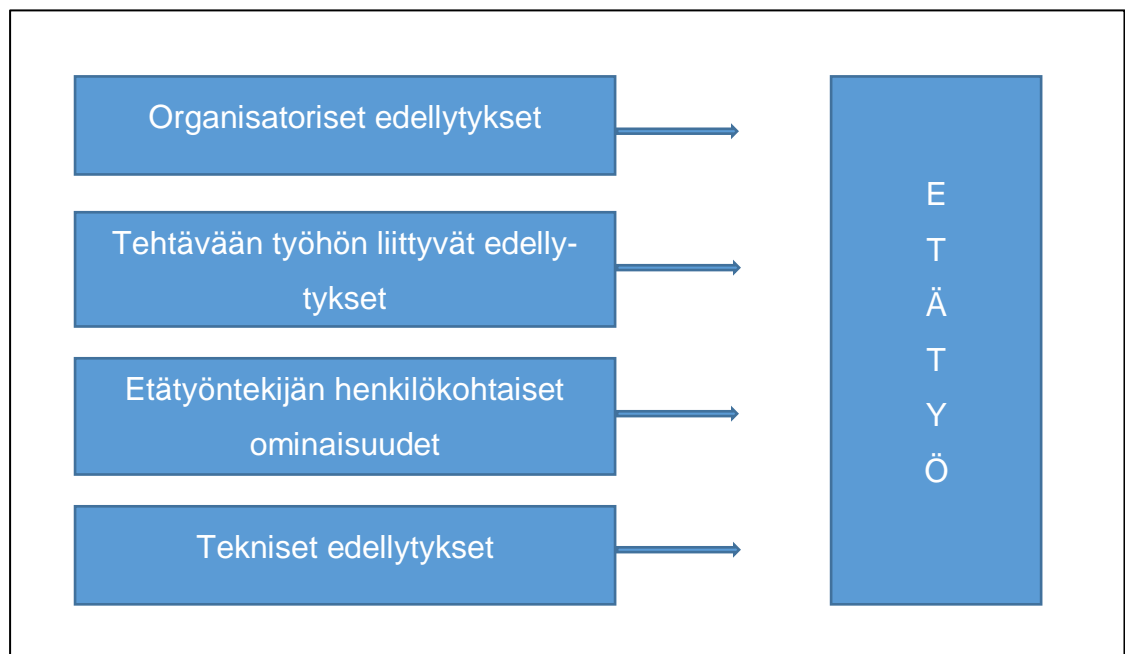 Organisatoriset edellytykset
Tehtävään työhön liittyvät edelly-
tykset
Etätyöntekijän henkilökohtaiset
ominaisuudet
Tekniset edellytykset
E
T
Ä
T
Y
Ö